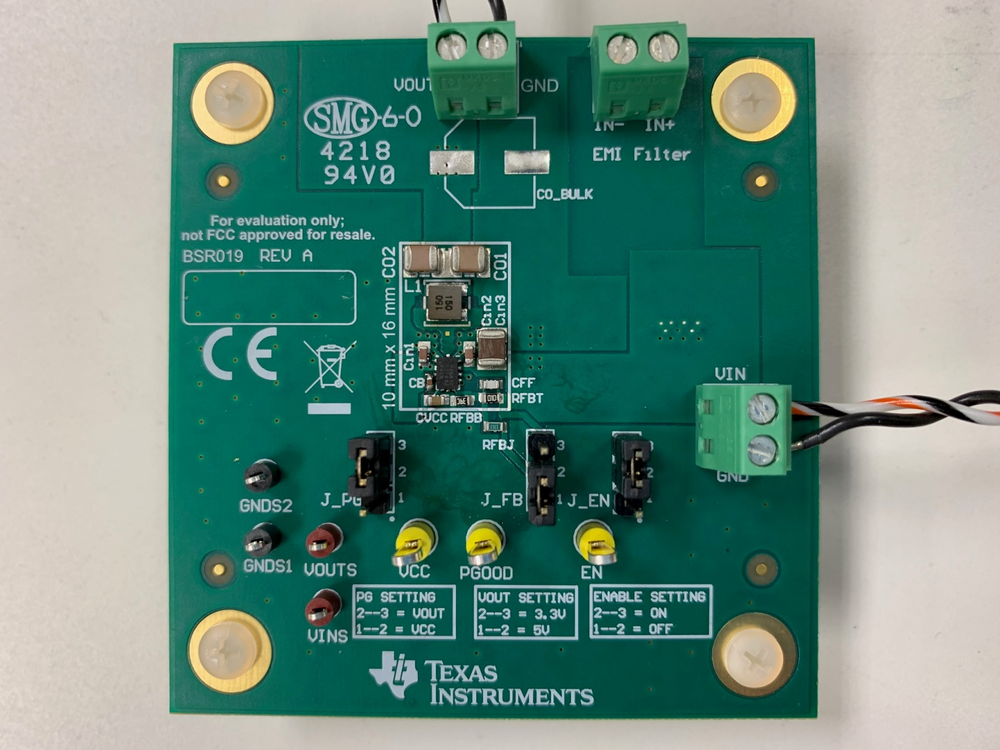 VOUT
GND
SMG-6-0
4218
94V0
IN- IN+
EMI Filter
CO_BULK
For evaluation only;
not FCC approved for resale.
BSR019 REV A
10 mm x 16 mm
CO2
CO1
L1
150
Cin2
Cin3
Cin1
CB
CFF
RFBT
CVCC RFBB
RFBJ
CE
VIN
GND
3
2
1
J_PG
3
2
1
J_FB
2
J_EN
GNDS2
GNDS1
VOUTS
VCC
PGOOD
EN
VINS
PG SETTING
2--3 = VOUT
1--2 = VCC
VOUT SETTING
2--3 = 3.3V
1--2 = 5V
ENABLE SETTING
2--3 = ON
1--2 = OFF
TEXAS
INSTRUMENTS